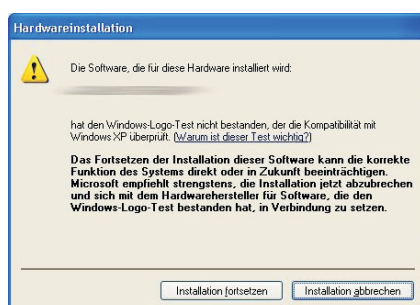 Hardwareinstallation
Die Software, die für diese Hardware installiert wird:
hat den Windows-Logo-Test nicht bestanden, der die Kompatibilität mit
Windows XP überprüft. (Warum ist dieser Test wichtig?)
Das Fortsetzen der Installation dieser Software kann die korrekte
Funktion des Systems direkt oder in Zukunft beeinträchtigen.
Microsoft empfiehlt strengstens, die Installation jetzt abzubrechen
und sich mit dem Hardwarehersteller für Software, die den
Windows-Logo-Test bestanden hat, in Verbindung zu setzen.
Installation fortsetzen
Installation abbrechen